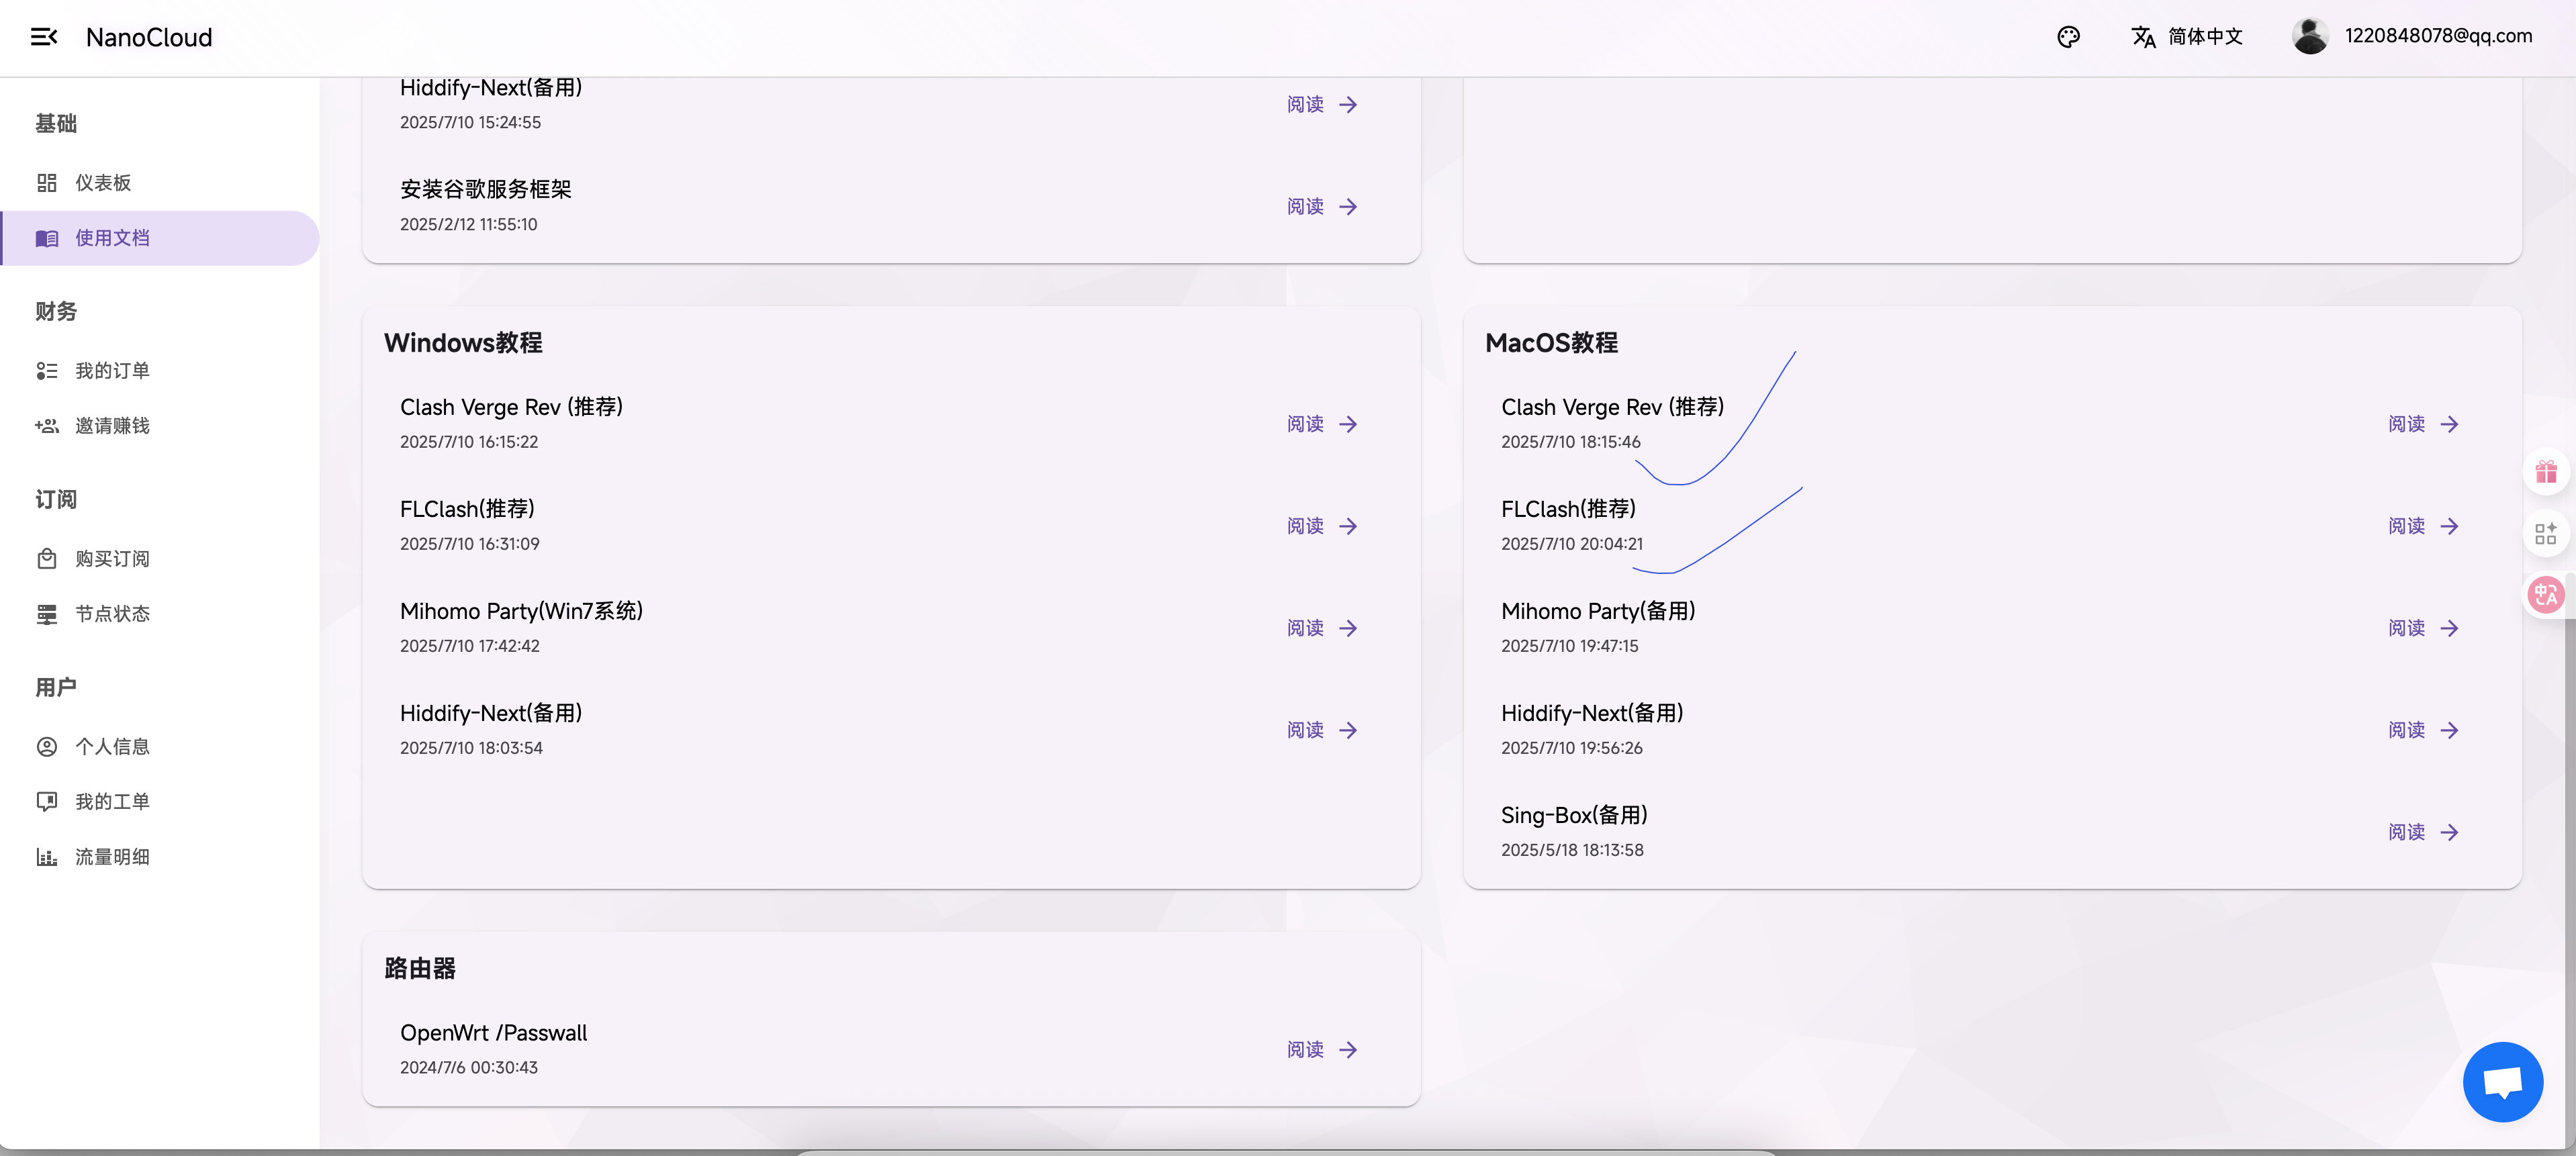 NanoCloud
简体中文
1220848078@qq.com
基础
仪表板
使用文档
财务
我的订单
邀请赚钱
订阅
购买订阅
节点状态
用户
个人信息
我的工单
流量明细
Hiddify-Next(备用)
2025/7/10 15:24:55
阅读
安装谷歌服务框架
2025/2/12 11:55:10
阅读
Windows教程
Clash Verge Rev (推荐)
2025/7/10 16:15:22
阅读
FLClash(推荐)
2025/7/10 16:31:09
阅读
Mihomo Party(Win7系统)
2025/7/10 17:42:42
阅读
Hiddify-Next(备用)
2025/7/10 18:03:54
阅读
MacOS教程
Clash Verge Rev (推荐)
2025/7/10 18:15:46
阅读
FLClash(推荐)
2025/7/10 20:04:21
阅读
Mihomo Party(备用)
2025/7/10 19:47:15
阅读
Hiddify-Next(备用)
2025/7/10 19:56:26
阅读
Sing-Box(备用)
2025/5/18 18:13:58
阅读
路由器
OpenWrt /Passwall
2024/7/6 00:30:43
阅读